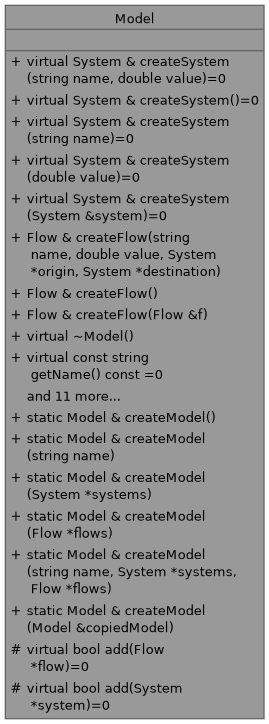 Model
+ virtual System & createSystem
(string name, double value)=0
+ virtual System & createSystem()=0
+ virtual System & createSystem
(string name)=0
+ virtual System & createSystem
(double value)=0
+ virtual System & createSystem
(System &system)=0
+ Flow & createFlow(string
name, double value, System
*origin, System *destination)
+ Flow & createFlow()
+ Flow & createFlow(Flow &f)
+ virtual ~Model()
+ virtual const string
getName() const =0
and 11 more...
+ static Model & createModel()
+ static Model & createModel
(string name)
+ static Model & createModel
(System *systems)
+ static Model & createModel
(Flow *flows)
+ static Model & createModel
(string name, System *systems,
Flow *flows)
+ static Model & createModel
(Model &copiedModel)
# virtual bool add(Flow
*flow)=0
# virtual bool add(System
*system)=0